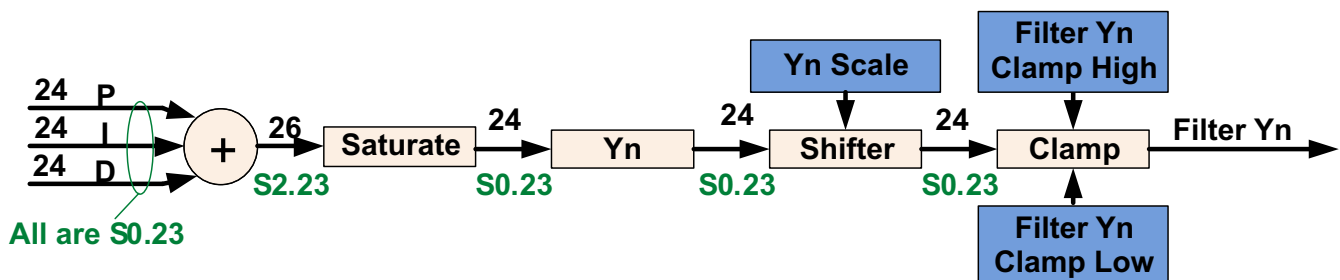 24 P
24 I
24 D
All are S0.23
+
26
S2.23
Saturate
24
S0.23
Yn
24
S0.23
Yn Scale
Shifter
24
S0.23
Filter Yn
Clamp High
Clamp
Filter Yn
Clamp Low
Filter Yn